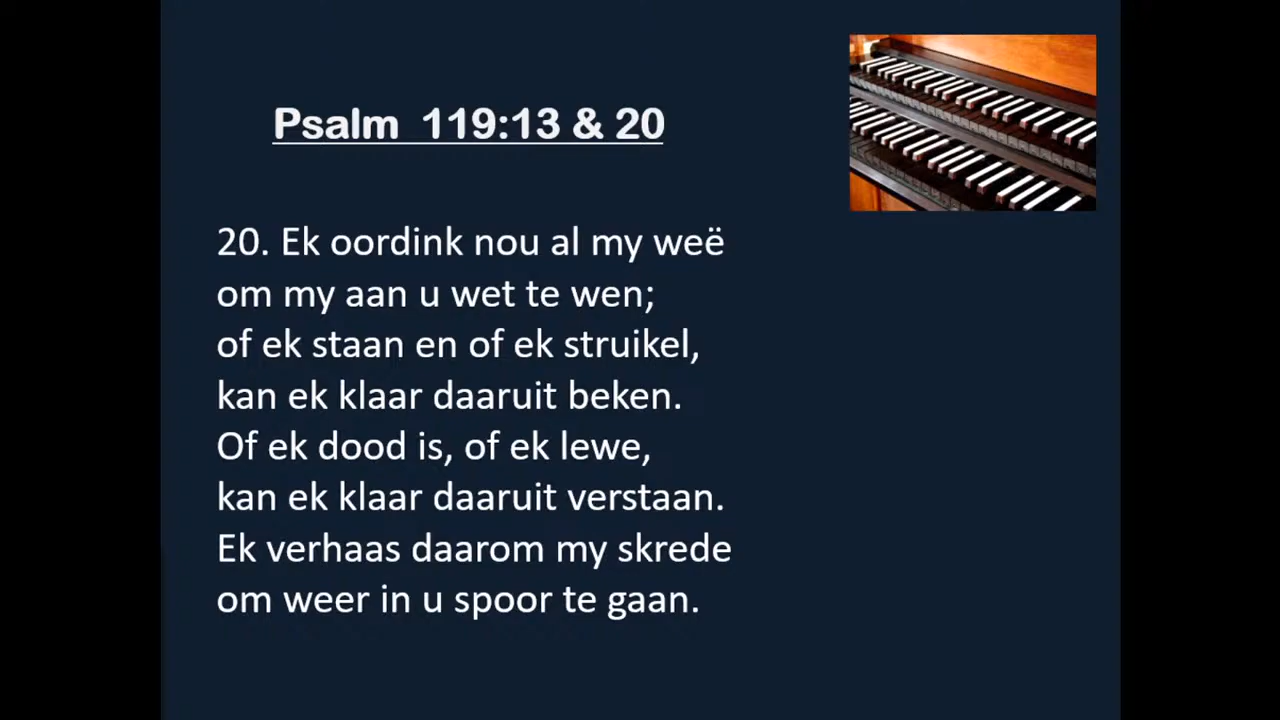 Psalm 119:13 & 20
20. Ek oordink nou al my weë
om my aan u wet te wen;
of ek staan en of ek struikel,
kan ek klaar daaruit beken.
Of ek dood is, of ek lewe,
kan ek klaar daaruit verstaan.
Ek verhaas daarom my skrede
om weer in u spoor te gaan.